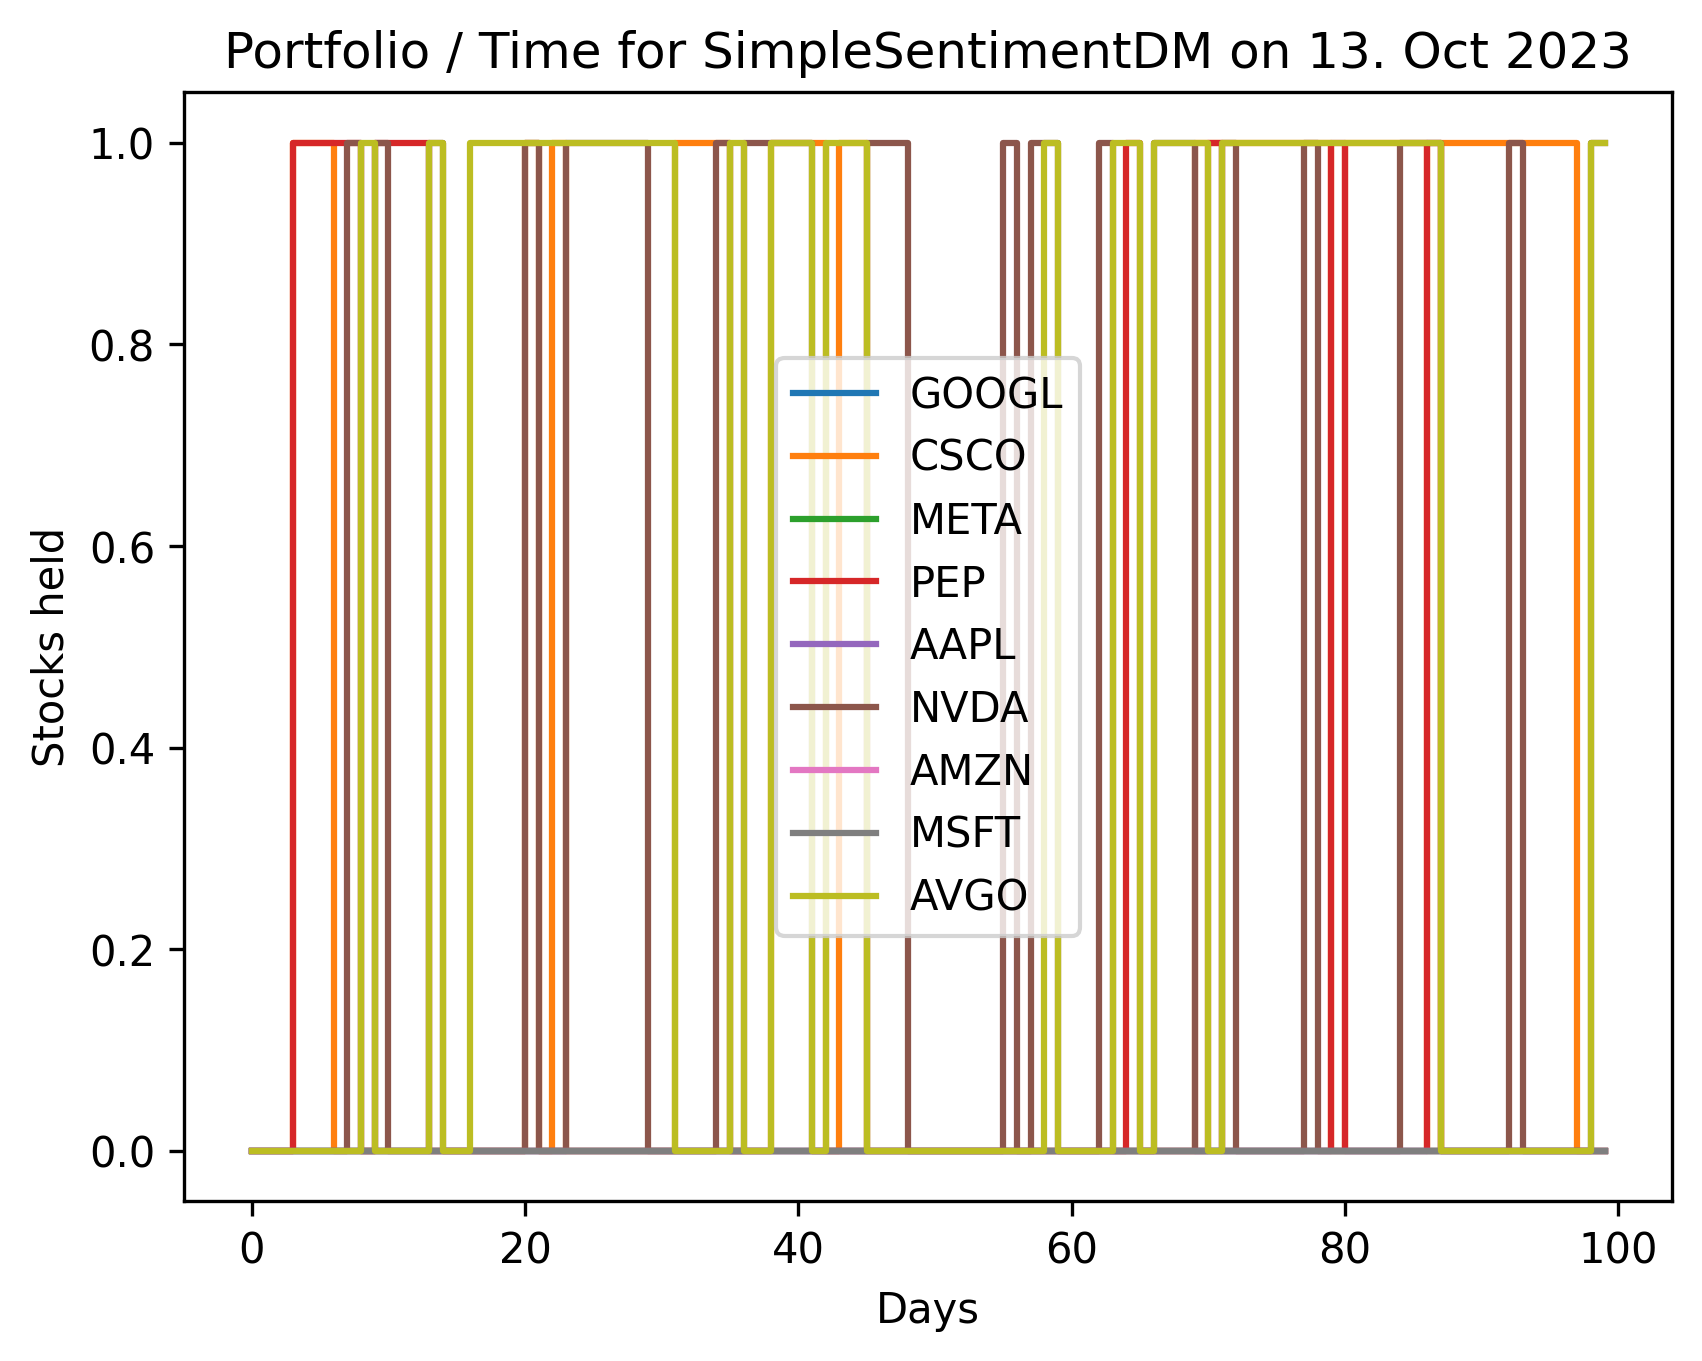 Portfolio / Time for SimpleSentimentDM on 13. Oct 2023
1.0
0.8
0.6
0.4
0.2
0.0
Stocks held
GOOGL
CSCO
META
PEP
AAPL
NVDA
AMZN
MSFT
AVGO
0 20 40 60 80 100
Days